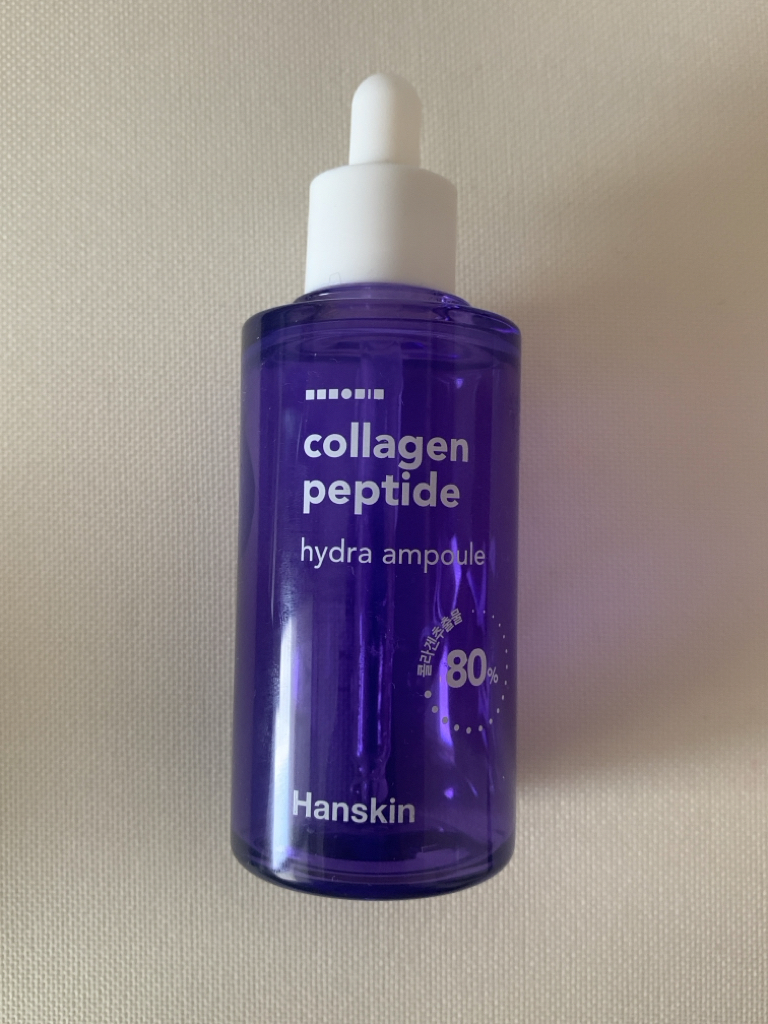 collagen
peptide
hydra ampoule
콜라겐추출물
80%
Hanskin